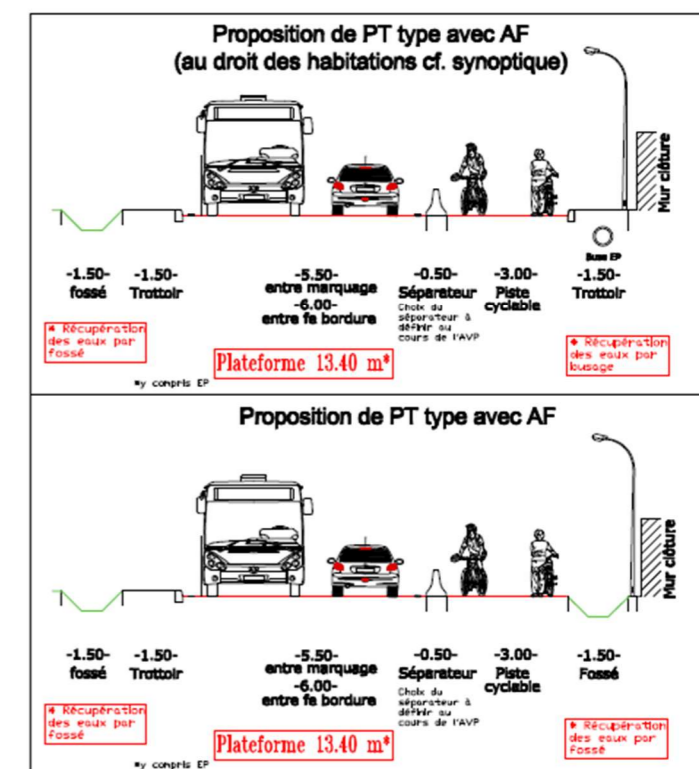 Proposition de PT type avec AF
(au droit des habitations cf. synoptique)
Mur clôture
Buse EP
-1.50-
fossé
-1.50-
Trottoir
-5.50-
entre marquage
-6.00-
entre fe bordure
-0.50-
Séparateur
Choix du
séparateur à
définir au
cours de l'AVP
-3.00-
Piste
cyclable
-1.50-
Trottoir
* Récupération
des eaux par
fossé
Plateforme 13.40 m*
* Récupération
des eaux par
busage
*y compris EP
Proposition de PT type avec AF
Mur clôture
-1.50-
fossé
-1.50-
Trottoir
-5.50-
entre marquage
-6.00-
entre fe bordure
-0.50-
Séparateur
Choix du
séparateur à
définir au
cours de l'AVP
-3.00-
Piste
cyclable
-1.50-
Fossé
* Récupération
des eaux par
fossé
Plateforme 13.40 m*
* Récupération
des eaux par
fossé
*y compris EP